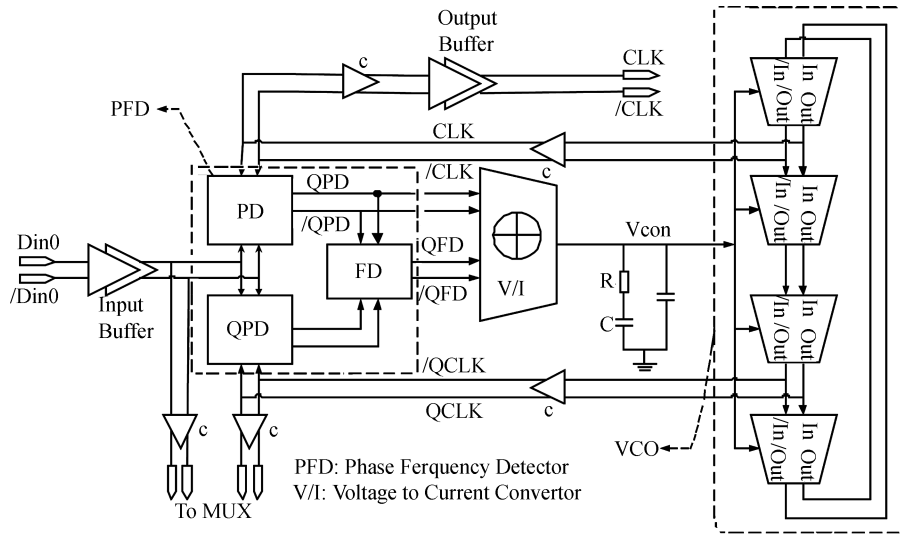 Output
Buffer
c
CLK
/CLK
PFD
CLK
c
/CLK
PD
QPD
/QPD
FD
QFD
/QFD
V/I
Vcon
R
C
Din0
/Din0
Input
Buffer
QPD
/QCLK
QCLK
c
c
c
To MUX
PFD: Phase Ferquency Detector
V/I: Voltage to Current Convertor
VCO
In Out
/In/Out
In Out
/In/Out
In Out
/In/Out
In Out
/In/Out